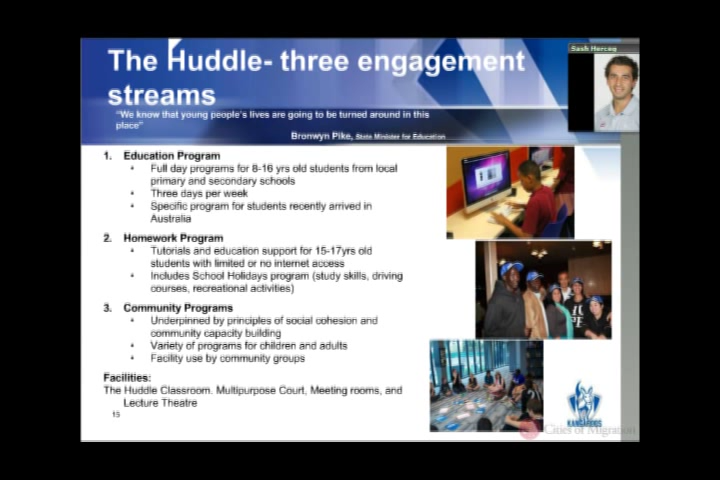 Sash Herceg
The Huddle- three engagement
streams
"We know that young people's lives are going to be turned around in this
place"
Bronwyn Pike, State Minister for Education
1. Education Program
Full day programs for 8-16 yrs old students from local
primary and secondary schools
Three days per week
Specific program for students recently arrived in
Australia
2. Homework Program
Tutorials and education support for 15-17yrs old
students with limited or no internet access
Includes School Holidays program (study skills, driving
courses, recreational activities)
3. Community Programs
Underpinned by principles of social cohesion and
community capacity building
Variety of programs for children and adults
Facility use by community groups
Facilities:
The Huddle Classroom. Multipurpose Court, Meeting rooms, and
Lecture Theatre
15
KANGAROOS
Cities of Migration